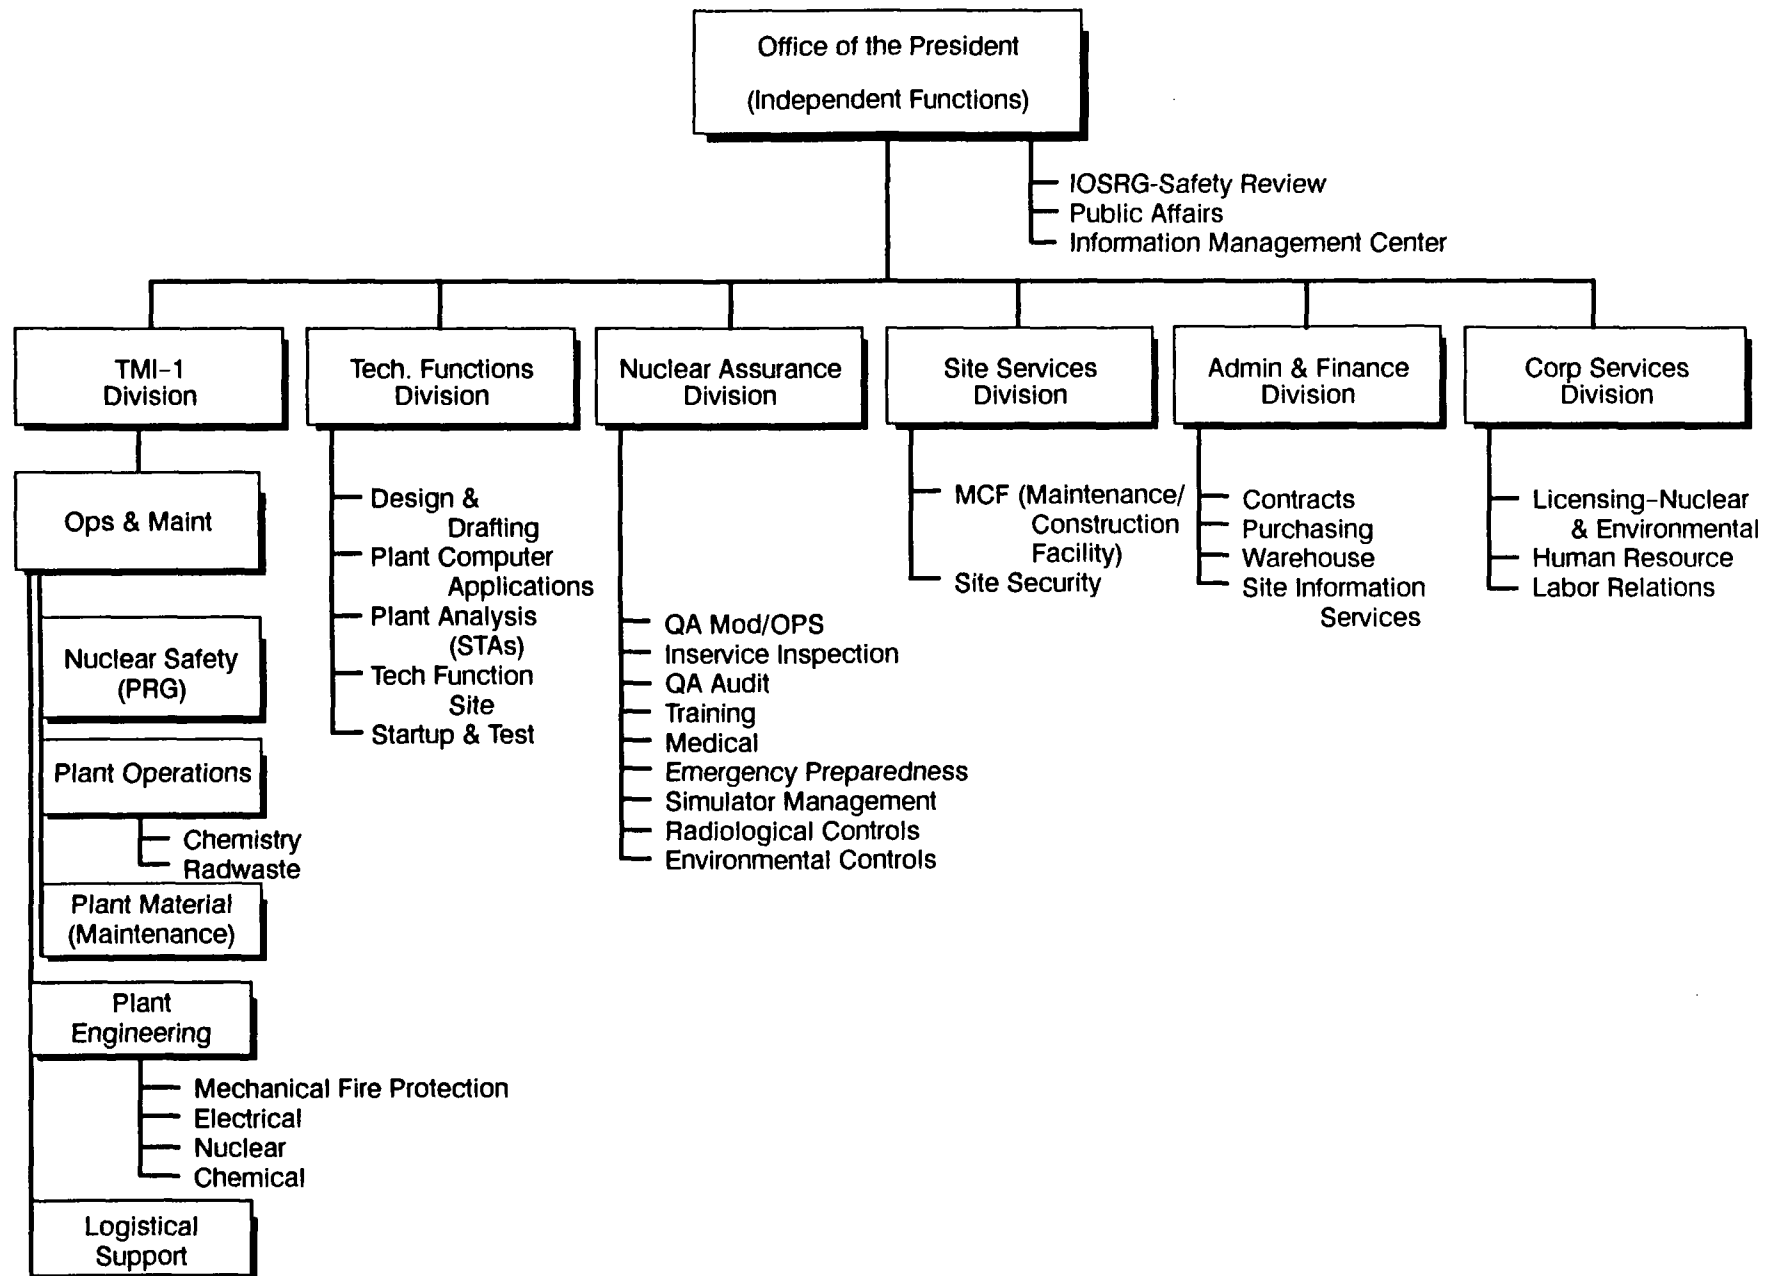 Office of the President
(Independent Functions)
IOSRG-Safety Review
Public Affairs
Information Management Center
TMI-1
Division
Tech. Functions
Division
Nuclear Assurance
Division
Site Services
Division
Admin & Finance
Division
Corp Services
Division
Ops & Maint
Nuclear Safety
(PRG)
Plant Operations
Chemistry
Radwaste
Plant Material
(Maintenance)
Plant
Engineering
Mechanical Fire Protection
Electrical
Nuclear
Chemical
Logistical
Support
Design &
Drafting
Plant Computer
Applications
Plant Analysis
(STAs)
Tech Function
Site
Startup & Test
QA Mod/OPS
Inservice Inspection
QA Audit
Training
Medical
Emergency Preparedness
Simulator Management
Radiological Controls
Environmental Controls
MCF (Maintenance/
Construction
Facility)
Site Security
Contracts
Purchasing
Warehouse
Site Information
Services
Licensing-Nuclear
& Environmental
Human Resource
Labor Relations